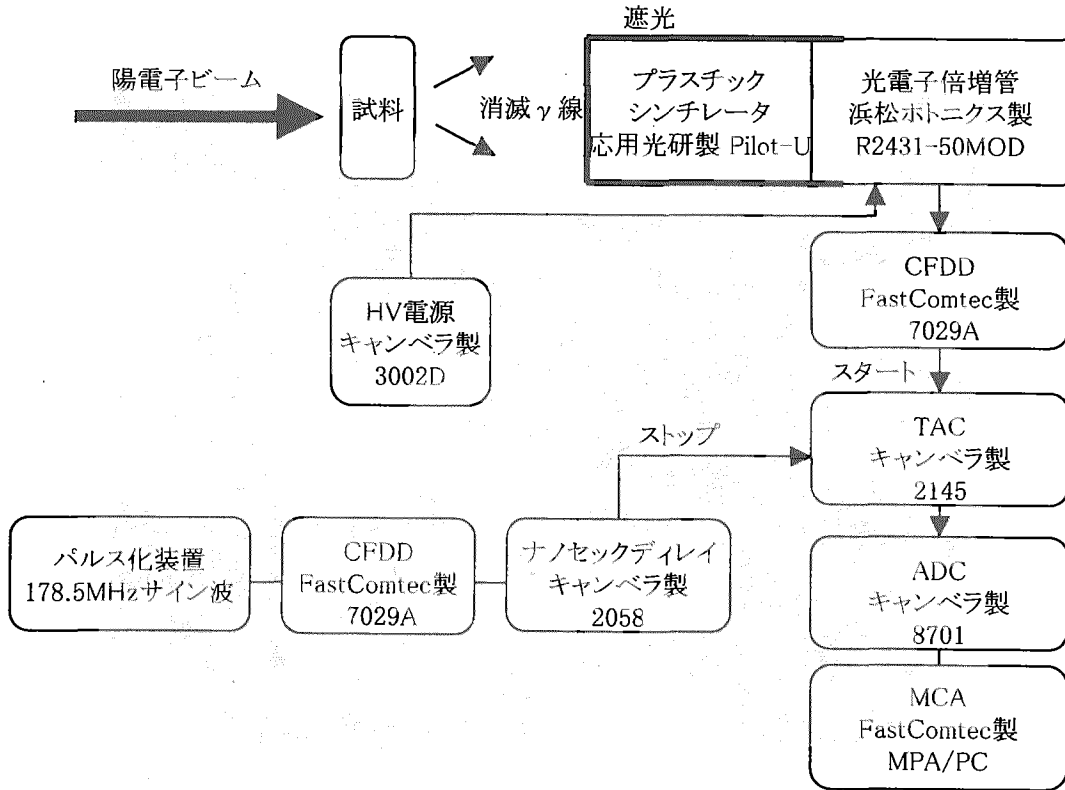 遮光
陽電子ビーム
試料
消滅γ線
プラスチック
シンチレータ
応用光研製 Pilot-U
光電子倍増管
浜松ホトニクス製
R2431-50MOD
HV電源
キャンベラ製
3002D
CFDD
FastComtec製
7029A
スタート
ストップ
TAC
キャンベラ製
2145
パルス化装置
178.5MHzサイン波
CFDD
FastComtec製
7029A
ナノセックディレイ
キャンベラ製
2058
ADC
キャンベラ製
8701
MCA
FastComtec製
MPA/PC